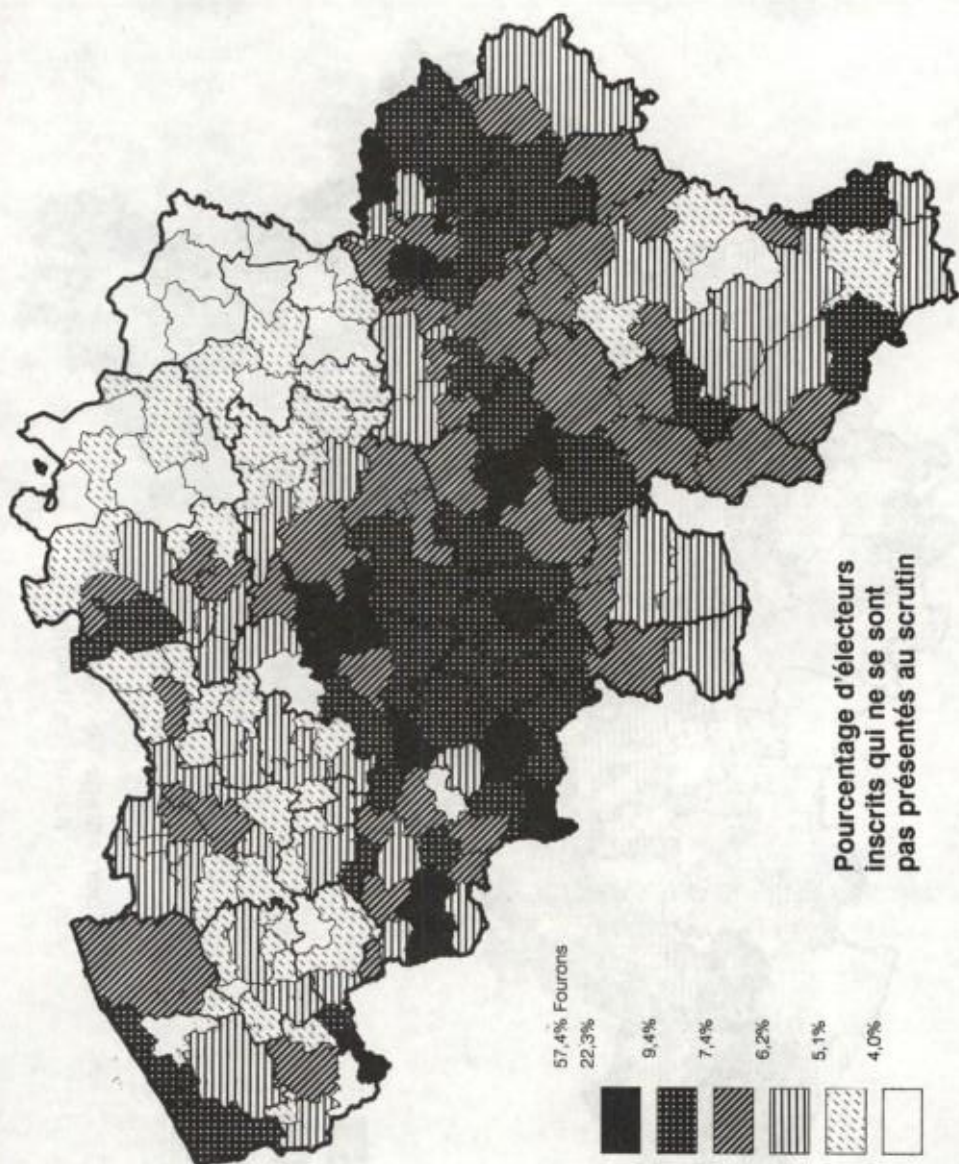 57,4% Fourons
22,3%
9,4%
7,4%
6,2%
5,1%
4,0%
Pourcentage d'électeurs
inscrits qui ne se sont
pas présentés au scrutin